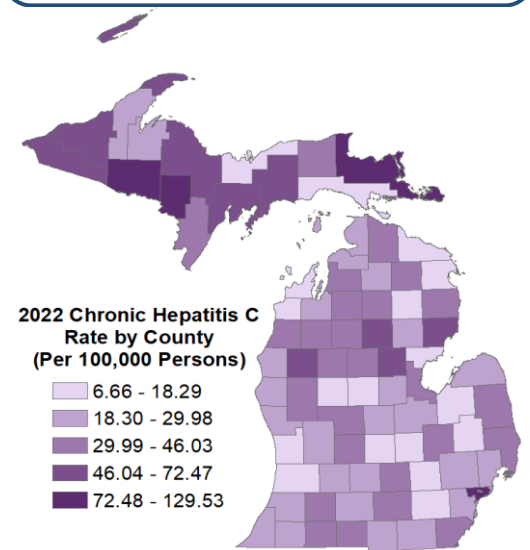 2022 Chronic Hepatitis C
Rate by County
(Per 100,000 Persons)
6.66 - 18.29
18.30 - 29.98
29.99 - 46.03
46.04 - 72.47
72.48 - 129.53